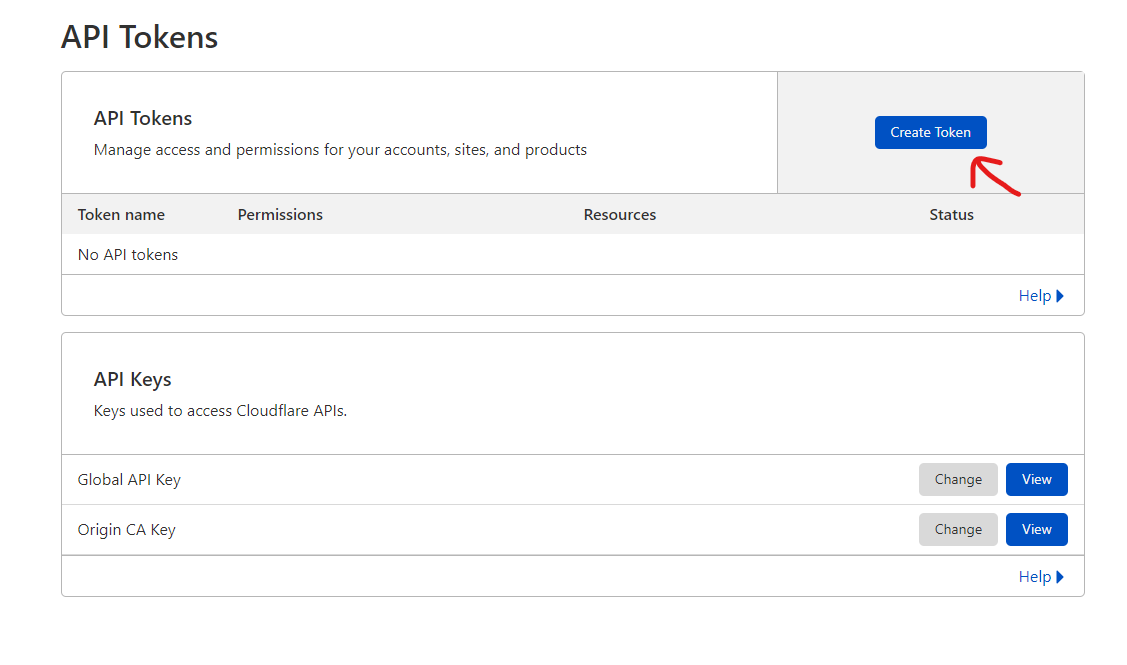 API Tokens
API Tokens
Manage access and permissions for your accounts, sites, and products
Create Token
Token name Permissions Resources Status
No API tokens
Help
API Keys
Keys used to access Cloudflare APIs.
Global API Key Change View
Origin CA Key Change View
Help